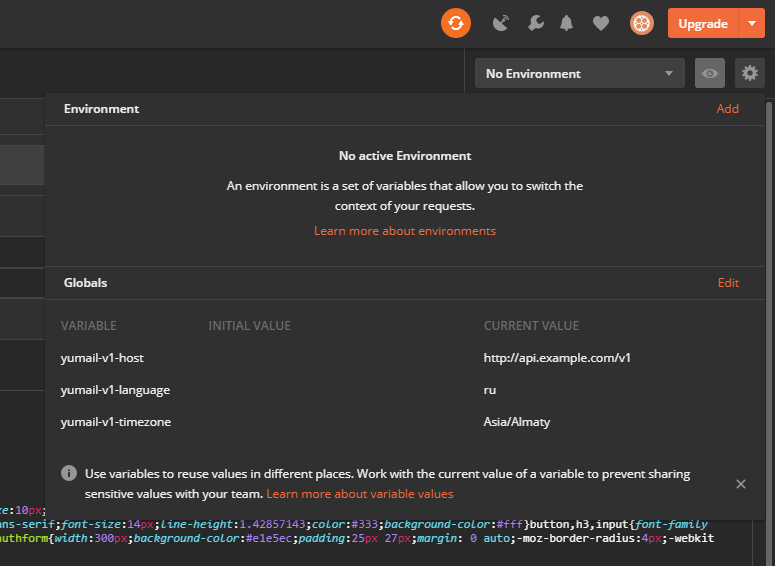 Upgrade
No Environment
Environment
Add
No active Environment
An environment is a set of variables that allow you to switch the
context of your requests.
Learn more about environments
Globals
Edit
VARIABLE INITIAL VALUE CURRENT VALUE
yumail-v1-host http://api.example.com/v1
yumail-v1-language ru
yumail-v1-timezone Asia/Almaty
Use variables to reuse values in different places. Work with the current value of a variable to prevent sharing
sensitive values with your team. Learn more about variable values
ze:10px;
ans-serif;font-size:14px;line-height:1.42857143;color:#333;background-color:#fff}button,h3,input{font-family
uthform{width:300px;background-color:#e1e5ec;padding:25px 27px;margin: 0 auto;-moz-border-radius:4px;-webkit